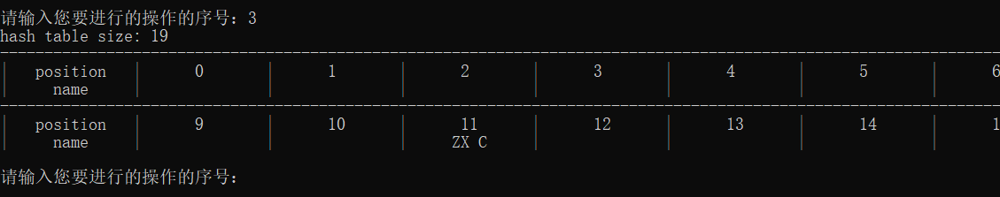 请输入您要进行的操作的序号：3
hash table size: 19
position 0 1 2 3 4 5 6
name
position 9 10 11 12 13 14
name ZX C
请输入您要进行的操作的序号：